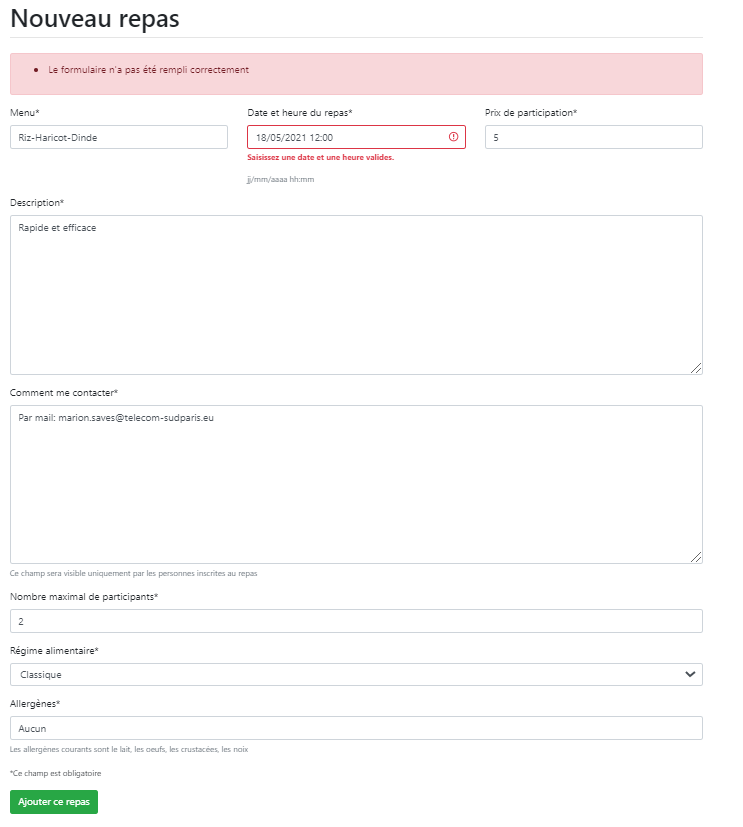 Nouveau repas
Le formulaire n'a pas été rempli correctement
Menu* Date et heure du repas* Prix de participation*
Riz-Haricot-Dinde 18/05/2021 12:00 5
Saisissez une date et une heure valides.
jj/mm/aaaa hh:mm
Description*
Rapide et efficace
Comment me contacter*
Par mail: marion.saves@telecom-sudparis.eu
Ce champ sera visible uniquement par les personnes inscrites au repas
Nombre maximal de participants*
2
Régime alimentaire*
Classique
Allergènes*
Aucun
Les allergènes courants sont le lait, les oeufs, les crustacées, les noix
*Ce champ est obligatoire
Ajouter ce repas